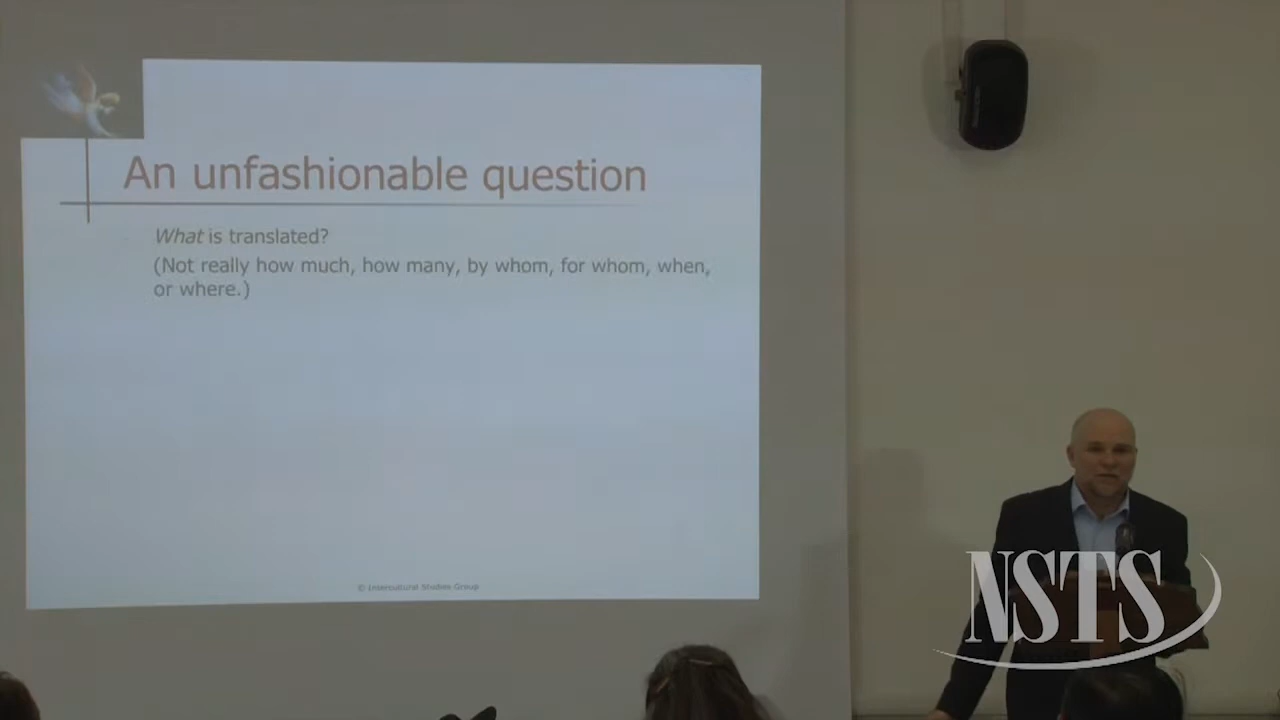 An unfashionable question
What is translated?
(Not really how much, how many, by whom, for whom, when,
or where.)
© Intercultural Studies Group
NSTS